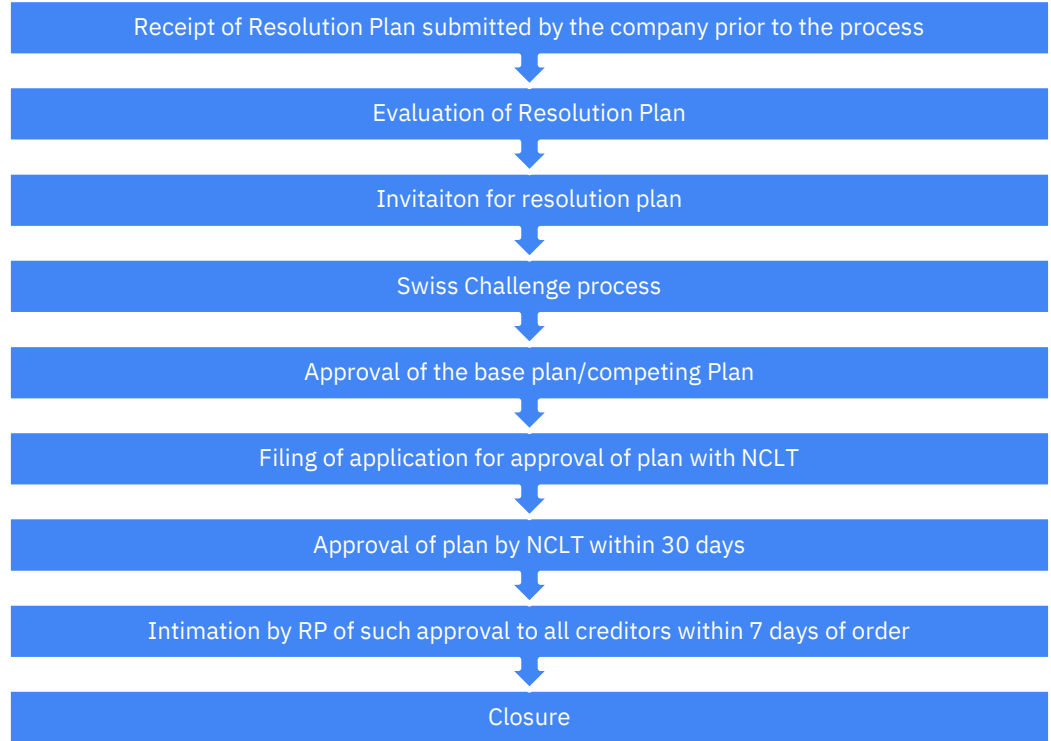 Receipt of Resolution Plan submitted by the company prior to the process
Evaluation of Resolution Plan
Invitaiton for resolution plan
Swiss Challenge process
Approval of the base plan/competing Plan
Filing of application for approval of plan with NCLT
Approval of plan by NCLT within 30 days
Intimation by RP of such approval to all creditors within 7 days of order
Closure